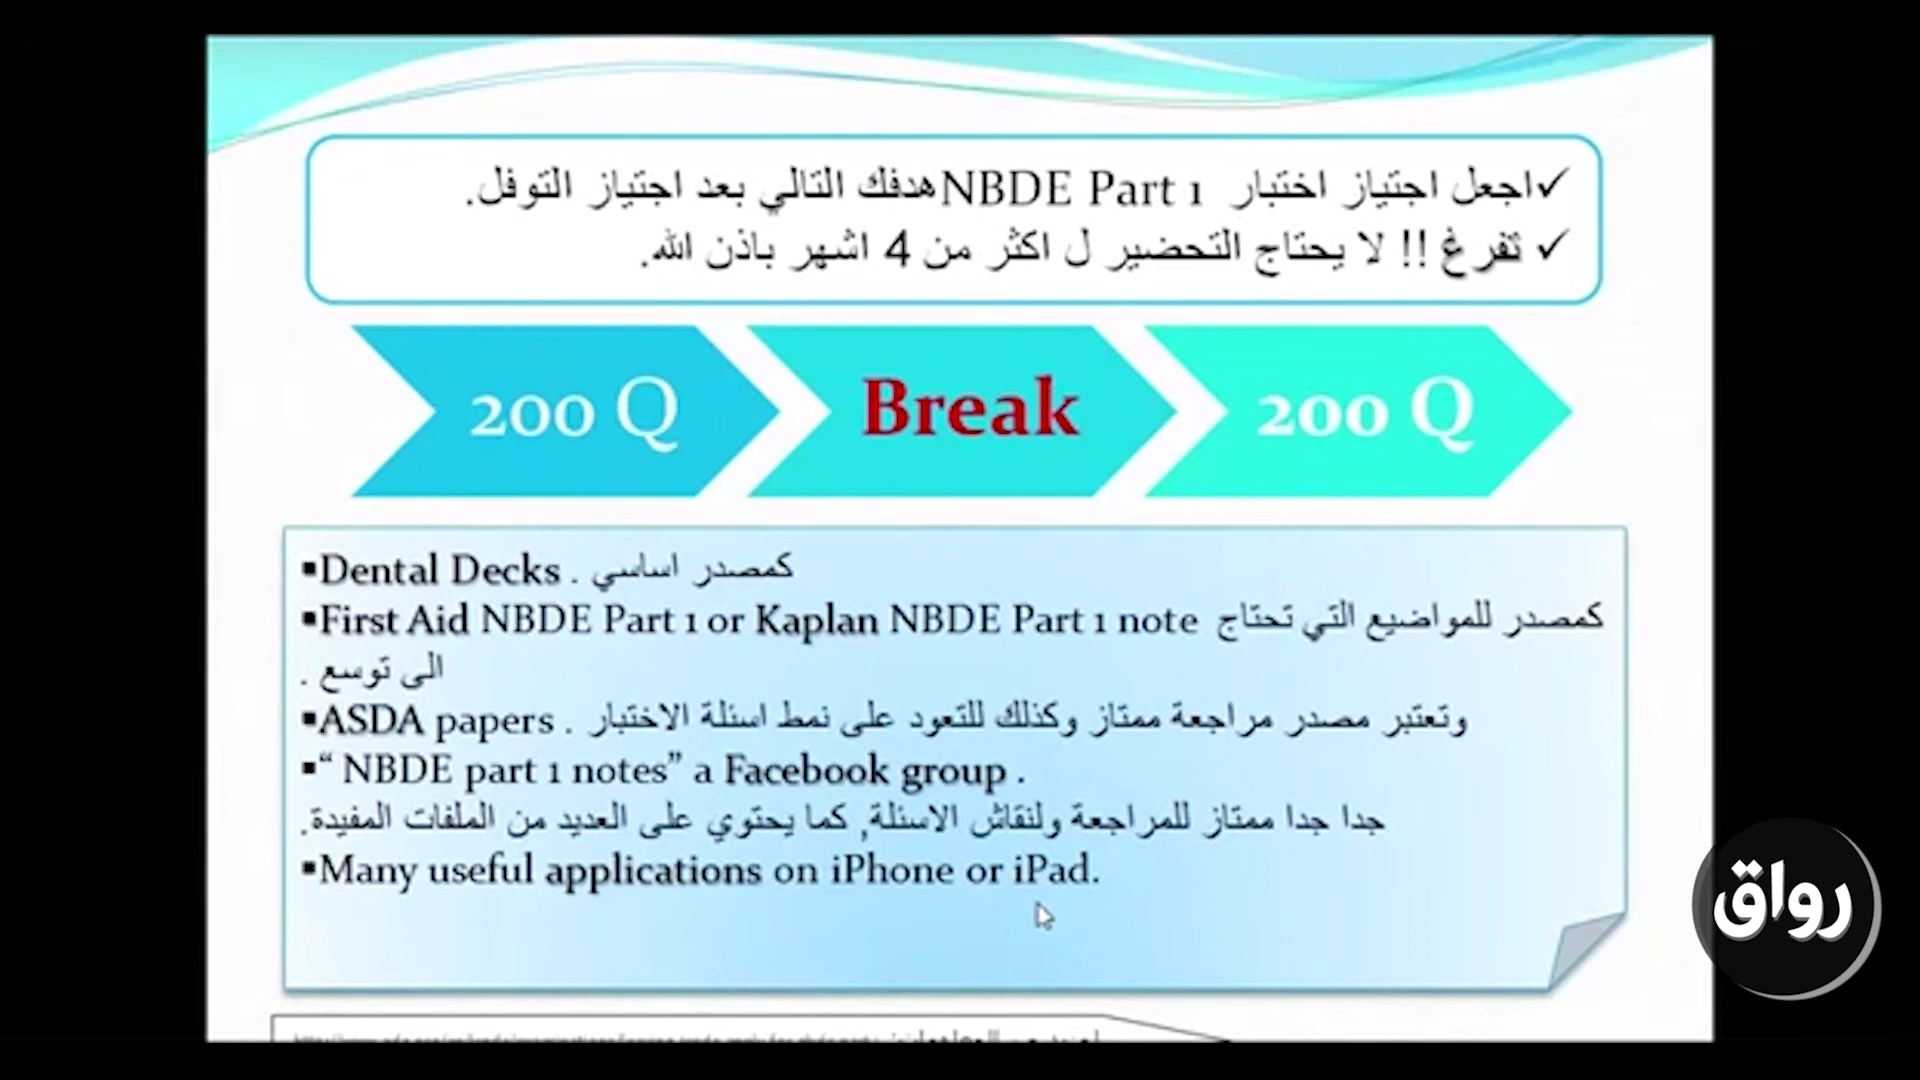 ✓اجعل اجتياز اختبار NBDE Part 1 هدفك التالي بعد اجتياز التوفل.
✓ تفرغ !! لا يحتاج التحضير ل اكثر من 4 اشهر باذن الله.
200 Q
Break
200 Q
▪Dental Decks . كمصدر اساسي
▪First Aid NBDE Part 1 or Kaplan NBDE Part 1 note كمصدر للمواضيع التي تحتاج
الى توسع .
▪ASDA papers . وتعتبر مصدر مراجعة ممتاز وكذلك للتعود على نمط اسئلة الاختبار
▪“ NBDE part 1 notes” a Facebook group .
جدا جدا ممتاز للمراجعة ولنقاش الاسئلة, كما يحتوي على العديد من الملفات المفيدة.
▪Many useful applications on iPhone or iPad.
رواق